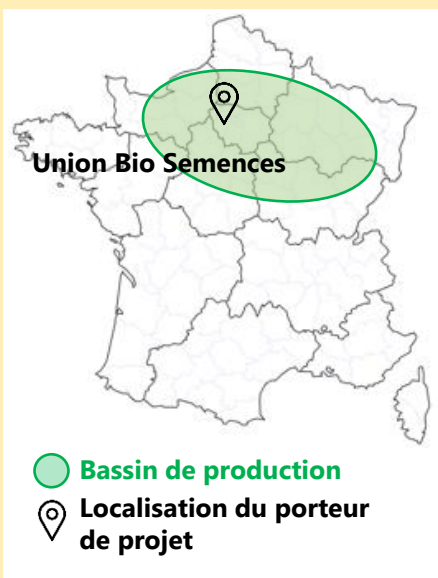 Union Bio Semences
Bassin de production
Localisation du porteur
de projet